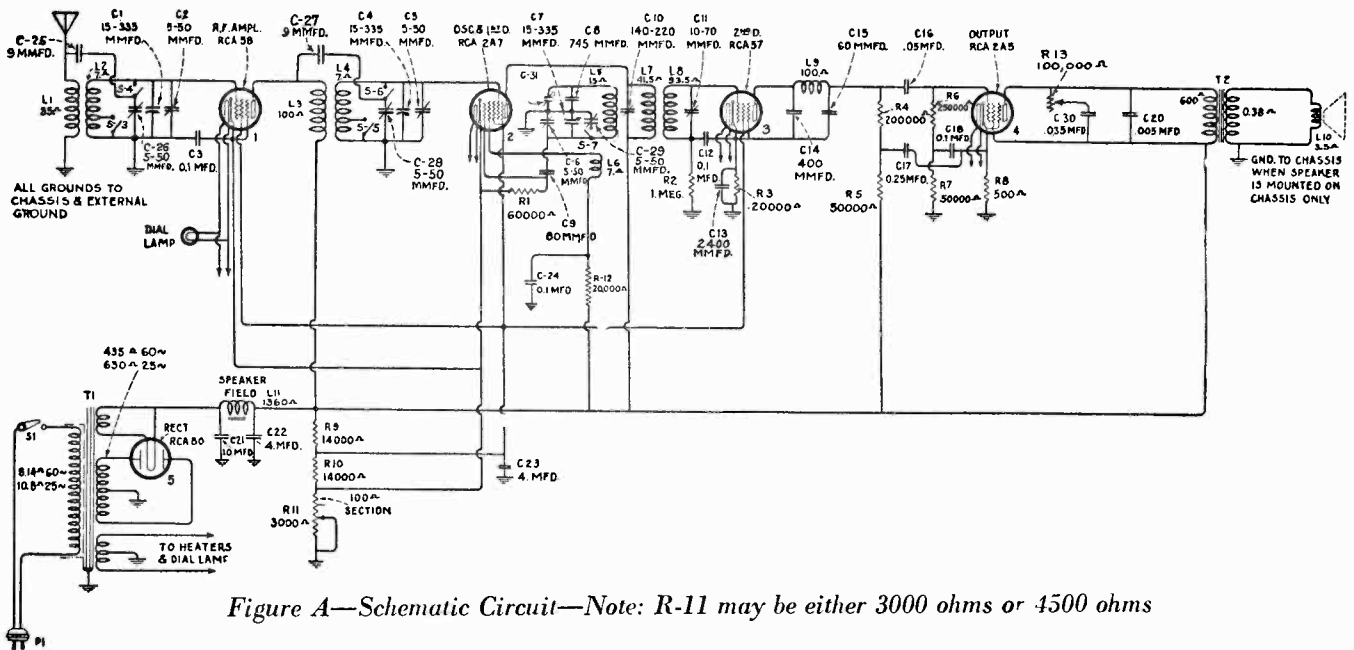 C-25
9 MMFD.
C1
15-335
MMFD.
C2
5-50
MMFD.
R.F. AMPL.
RCA 58
C-27
9 MMFD.
C4
15-335
MMFD.
C5
5-50
MMFD.
OSC & 1ST D.
RCA 2A7
C7
15-335
MMFD.
C8
745 MMFD.
C10
140-220
MMFD.
C11
10-70
MMFD.
2ND D.
RCA 57
C15
60 MMFD.
C16
.05 MFD.
OUTPUT
RCA 2A5
R13
100,000Ω
T2
L1
35Ω
L2
7Ω
S-4
S-3
C-26
5-50
MMFD.
C3
0.1 MFD.
1
L3
100Ω
L4
7Ω
S-6
S-5
C-28
5-50
MMFD.
2
C-31
L5
15Ω
S-7
C-6
5-50
MMFD
C-29
5-50
MMFD.
L6
7Ω
R1
60000Ω
C9
80 MMFD
L7
41.5Ω
L8
93.5Ω
C12
0.1
MFD
R2
1. MEG.
3
R3
20000Ω
C13
2400
MMFD.
L9
100Ω
C14
400
MMFD.
R4
200000
R5
50000Ω
R6
250000
C18
0.1 MFD
C17
0.25 MFD.
R7
50000Ω
R8
500Ω
4
C30
.035 MFD
C20
.005 MFD
600Ω
0.38Ω
L10
3.5Ω
GND. TO CHASSIS
WHEN SPEAKER
IS MOUNTED ON
CHASSIS ONLY
ALL GROUNDS TO
CHASSIS & EXTERNAL
GROUND
DIAL
LAMP
C-24
0.1 MFD
R-12
20,000Ω
435Ω 60~
630Ω 25~
T1
SPEAKER
FIELD
L11
1360Ω
RECT
RCA 80
5
C21
10 MFD
C22
4. MFD.
R9
14000Ω
R10
14000Ω
C23
4. MFD.
R11
3000Ω
100Ω
SECTION
S1
8.14Ω 60~
10.8Ω 25~
TO HEATERS
& DIAL LAMP
P1
Figure A—Schematic Circuit—Note: R-11 may be either 3000 ohms or 4500 ohms